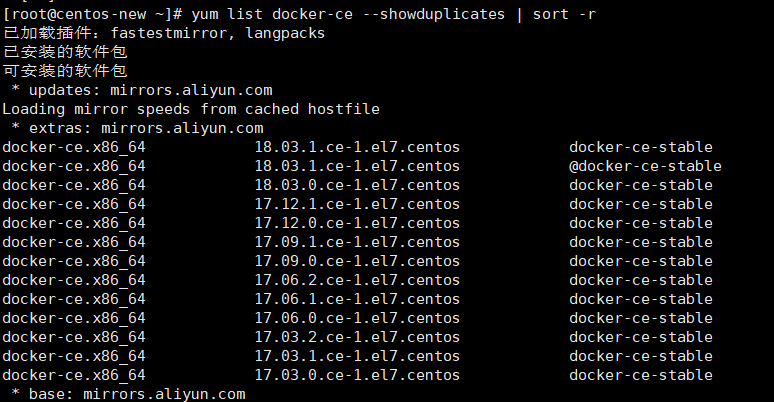 [root@centos-new ~]# yum list docker-ce --showduplicates | sort -r
已加载插件：fastestmirror, langpacks
已安装的软件包
可安装的软件包
 * updates: mirrors.aliyun.com
Loading mirror speeds from cached hostfile
 * extras: mirrors.aliyun.com
docker-ce.x86_64            18.03.1.ce-1.el7.centos            docker-ce-stable
docker-ce.x86_64            18.03.1.ce-1.el7.centos            @docker-ce-stable
docker-ce.x86_64            18.03.0.ce-1.el7.centos            docker-ce-stable
docker-ce.x86_64            17.12.1.ce-1.el7.centos            docker-ce-stable
docker-ce.x86_64            17.12.0.ce-1.el7.centos            docker-ce-stable
docker-ce.x86_64            17.09.1.ce-1.el7.centos            docker-ce-stable
docker-ce.x86_64            17.09.0.ce-1.el7.centos            docker-ce-stable
docker-ce.x86_64            17.06.2.ce-1.el7.centos            docker-ce-stable
docker-ce.x86_64            17.06.1.ce-1.el7.centos            docker-ce-stable
docker-ce.x86_64            17.06.0.ce-1.el7.centos            docker-ce-stable
docker-ce.x86_64            17.03.2.ce-1.el7.centos            docker-ce-stable
docker-ce.x86_64            17.03.1.ce-1.el7.centos            docker-ce-stable
docker-ce.x86_64            17.03.0.ce-1.el7.centos            docker-ce-stable
 * base: mirrors.aliyun.com